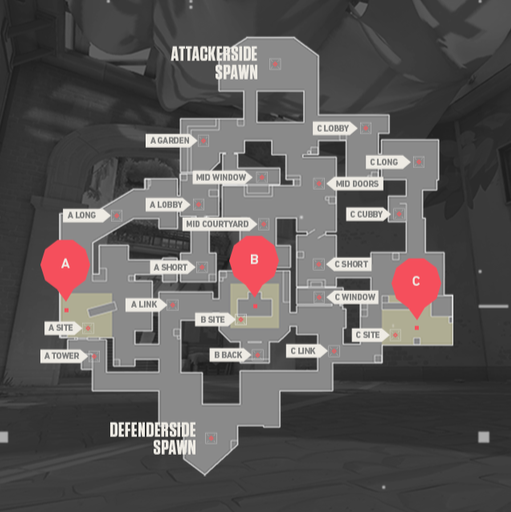 ATTACKERSIDE
SPAWN
C LOBBY
A GARDEN
C LONG
MID WINDOW
MID DOORS
A LOBBY
A LONG
C CUBBY
MID COURTYARD
A
B
A SHORT
C SHORT
C
A LINK
C WINDOW
B SITE
A SITE
C SITE
A TOWER
B BACK
C LINK
DEFENDERSIDE
SPAWN